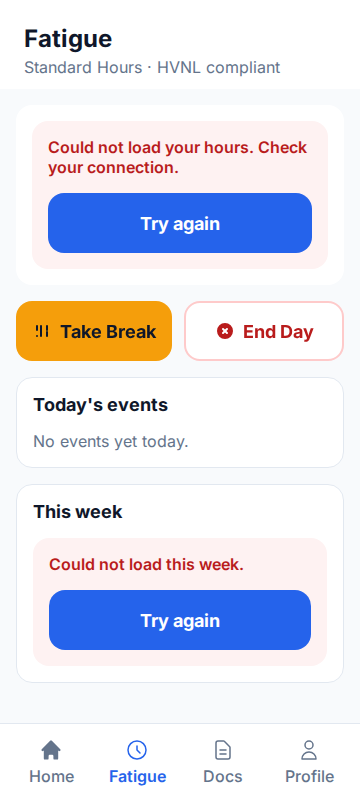 Fatigue
Standard Hours · HVNL compliant
Could not load your hours. Check
your connection.
Try again
Take Break
End Day
Today's events
No events yet today.
This week
Could not load this week.
Try again
Home
Fatigue
Docs
Profile